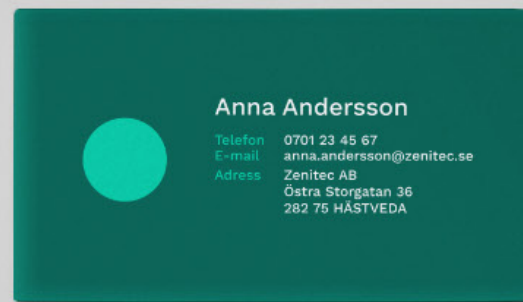 Anna Andersson
Telefon 0701 23 45 67
E-mail anna.andersson@zenitec.se
Adress Zenitec AB
Östra Storgatan 36
282 75 HÄSTVEDA